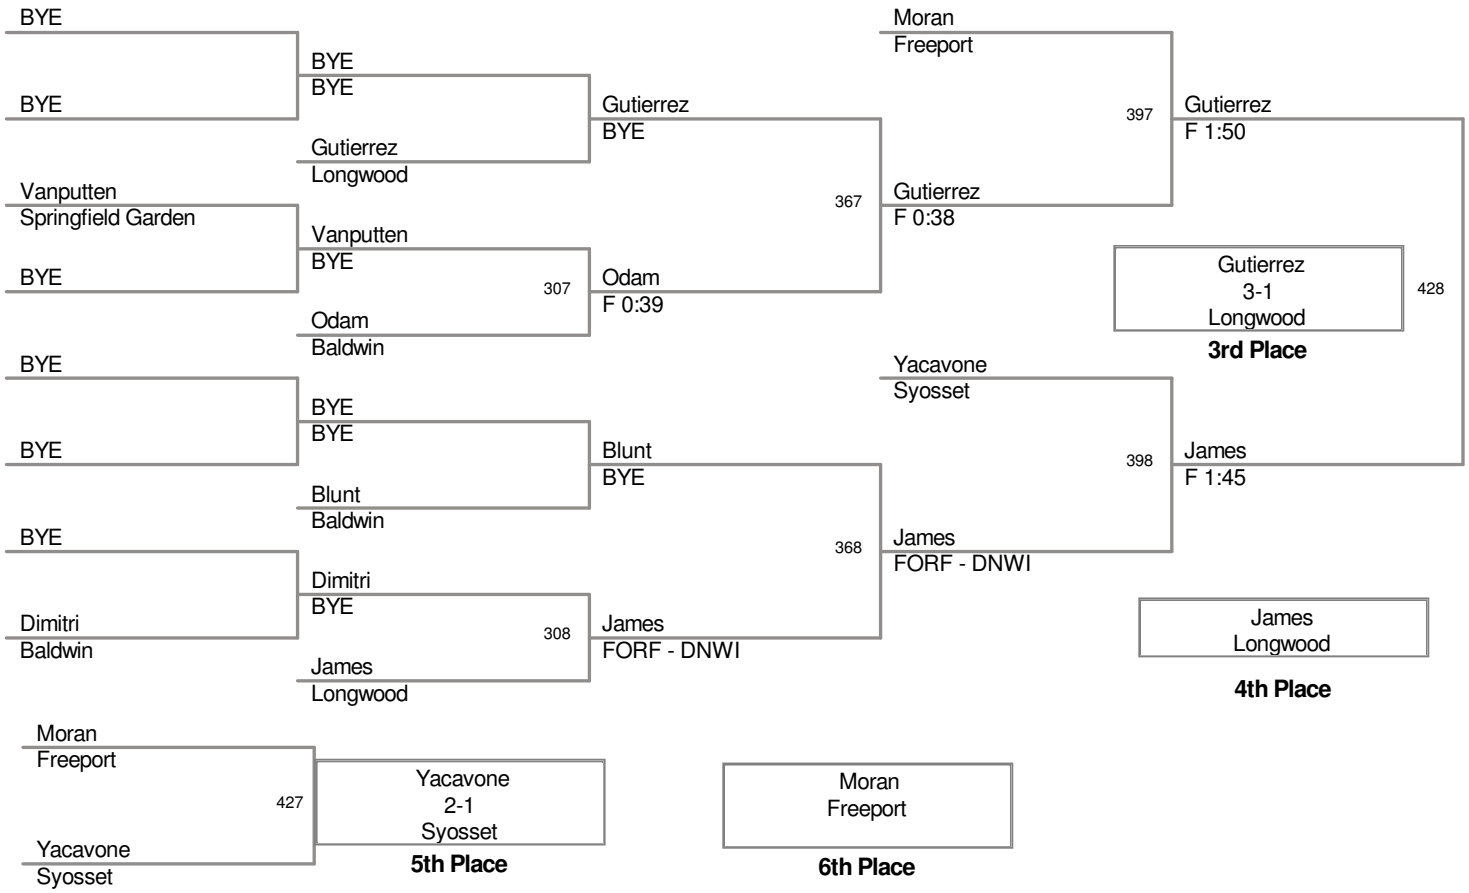 BYE
BYE
BYE
BYE
Gutierrez
Longwood
Vanputten
Springfield Garden
BYE
Vanputten
BYE
Odam
Baldwin
307
BYE
BYE
BYE
BYE
Blunt
Baldwin
BYE
Dimitri
Baldwin
Dimitri
BYE
James
Longwood
308
Gutierrez
BYE
Odam
F 0:39
367
Blunt
BYE
James
FORF - DNWI
368
Moran
Freeport
Gutierrez
F 0:38
397
Yacavone
Syosset
James
FORF - DNWI
398
Gutierrez
F 1:50
James
F 1:45
428
Gutierrez
3-1
Longwood
3rd Place
James
Longwood
4th Place
Moran
Freeport
Yacavone
Syosset
427
Yacavone
2-1
Syosset
5th Place
Moran
Freeport
6th Place